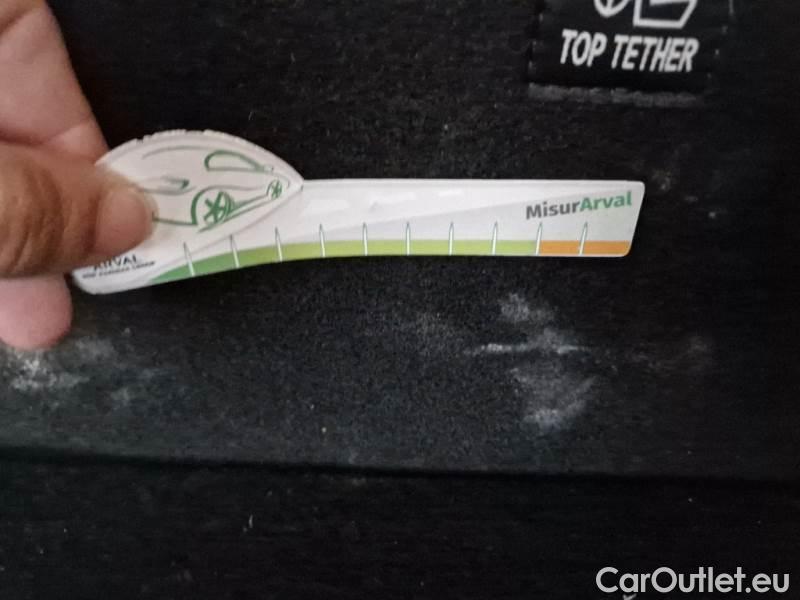 TOP TETHER
MisurArval
ARVAL
CarOutlet.eu